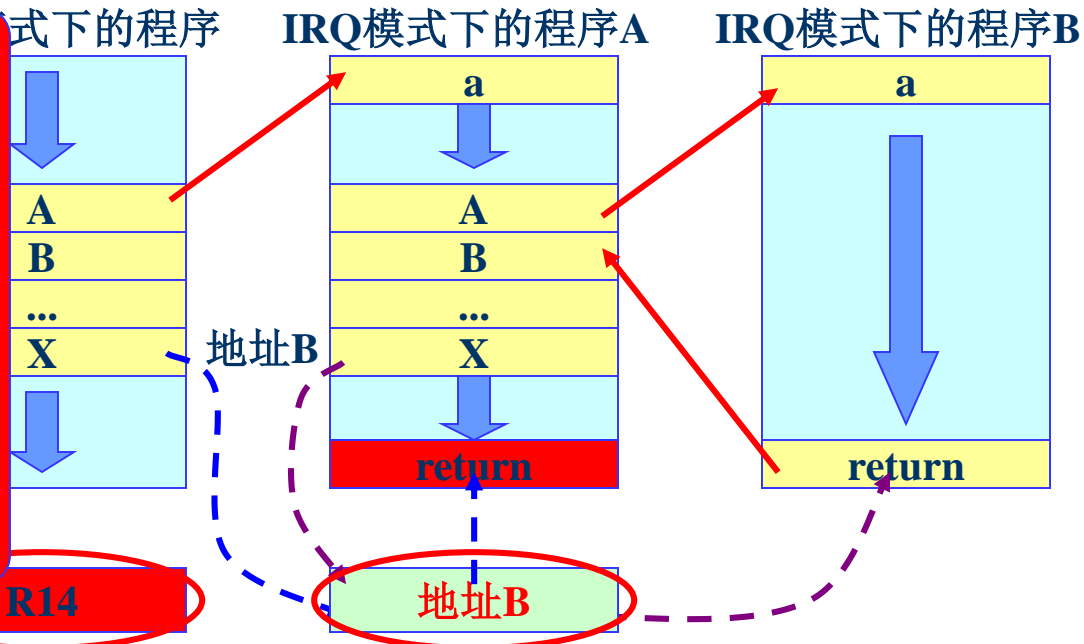 式下的程序
IRQ模式下的程序A
IRQ模式下的程序B
a
a
A
B
...
X
地址B
A
B
...
X
return
return
R14
地址B